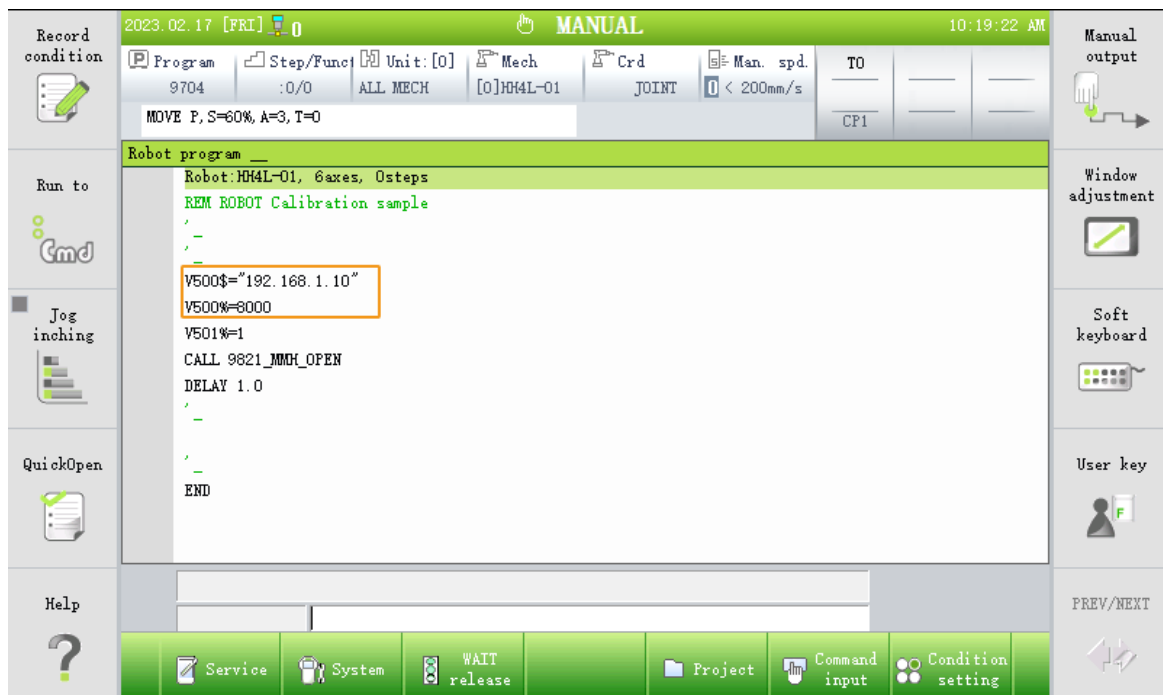 Record condition
2023.02.17 [FRI] 0 MANUAL 10:19:22 AM
Manual output
Program Step/Funct Unit:[0] Mech Crd Man. spd. T0
9704 :0/0 ALL MECH [0]HH4L-01 JOINT 0 < 200mm/s
MOVE P, S=60%, A=3, T=0 CP1
Robot program __
Robot:HH4L-01, 6axes, 0steps
REM ROBOT Calibration sample
'_
'_
V500$="192.168.1.10"
V500%=8000
V501%=1
CALL 9821_MMH_OPEN
DELAY 1.0
'_
'_
END
Run to
Cmd
Jog inching
QuickOpen
Help
?
Window adjustment
Soft keyboard
User key
F
PREV/NEXT
Service System WAIT release Project Command input Condition setting